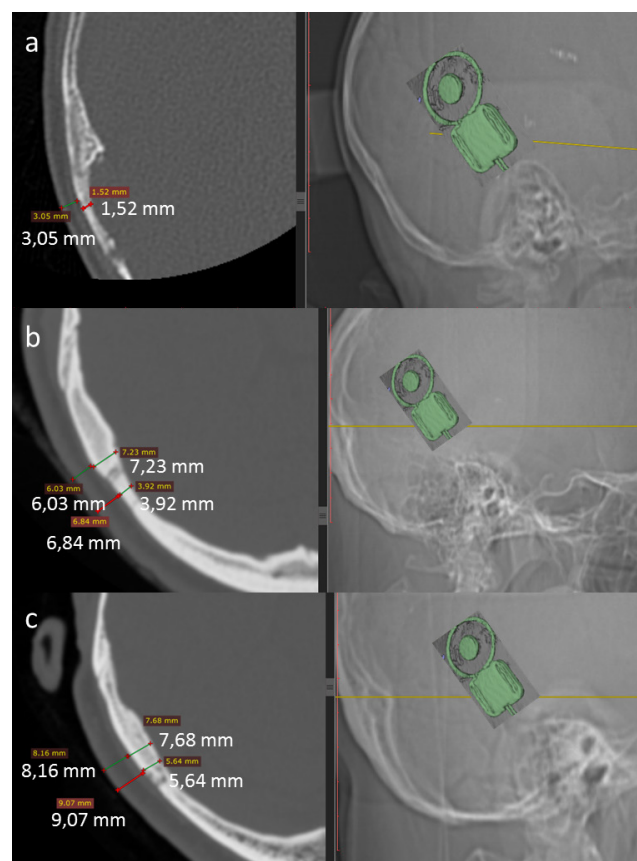 a
1.52 mm
1,52 mm
3.05 mm
3,05 mm
b
7.23 mm
7,23 mm
6.03 mm
3.92 mm
6,03 mm
3,92 mm
6.84 mm
6,84 mm
c
7.68 mm
7,68 mm
8.16 mm
5.64 mm
8,16 mm
5,64 mm
9.07 mm
9,07 mm